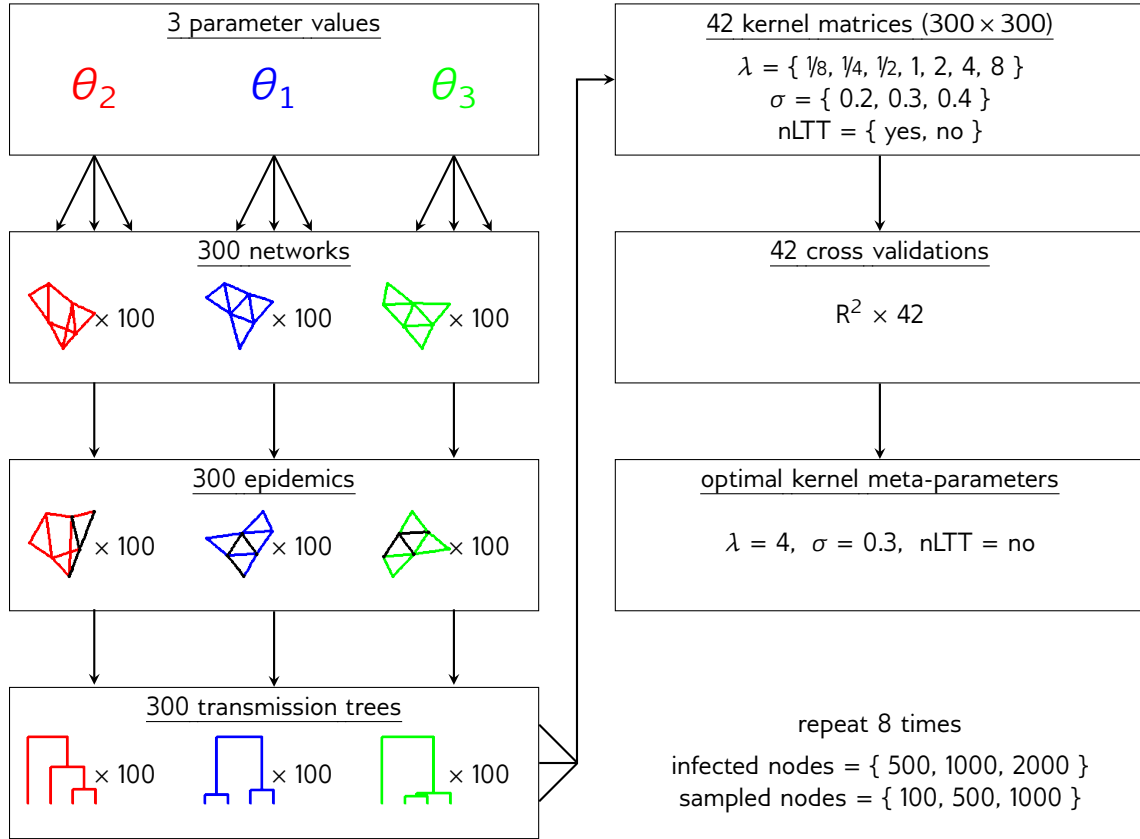 3 parameter values
θ2 θ1 θ3
300 networks
× 100 × 100 × 100
300 epidemics
× 100 × 100 × 100
300 transmission trees
× 100 × 100 × 100
42 kernel matrices (300 × 300)
λ = { 1/8, 1/4, 1/2, 1, 2, 4, 8 }
σ = { 0.2, 0.3, 0.4 }
nLTT = { yes, no }
42 cross validations
R² × 42
optimal kernel meta-parameters
λ = 4, σ = 0.3, nLTT = no
repeat 8 times
infected nodes = { 500, 1000, 2000 }
sampled nodes = { 100, 500, 1000 }